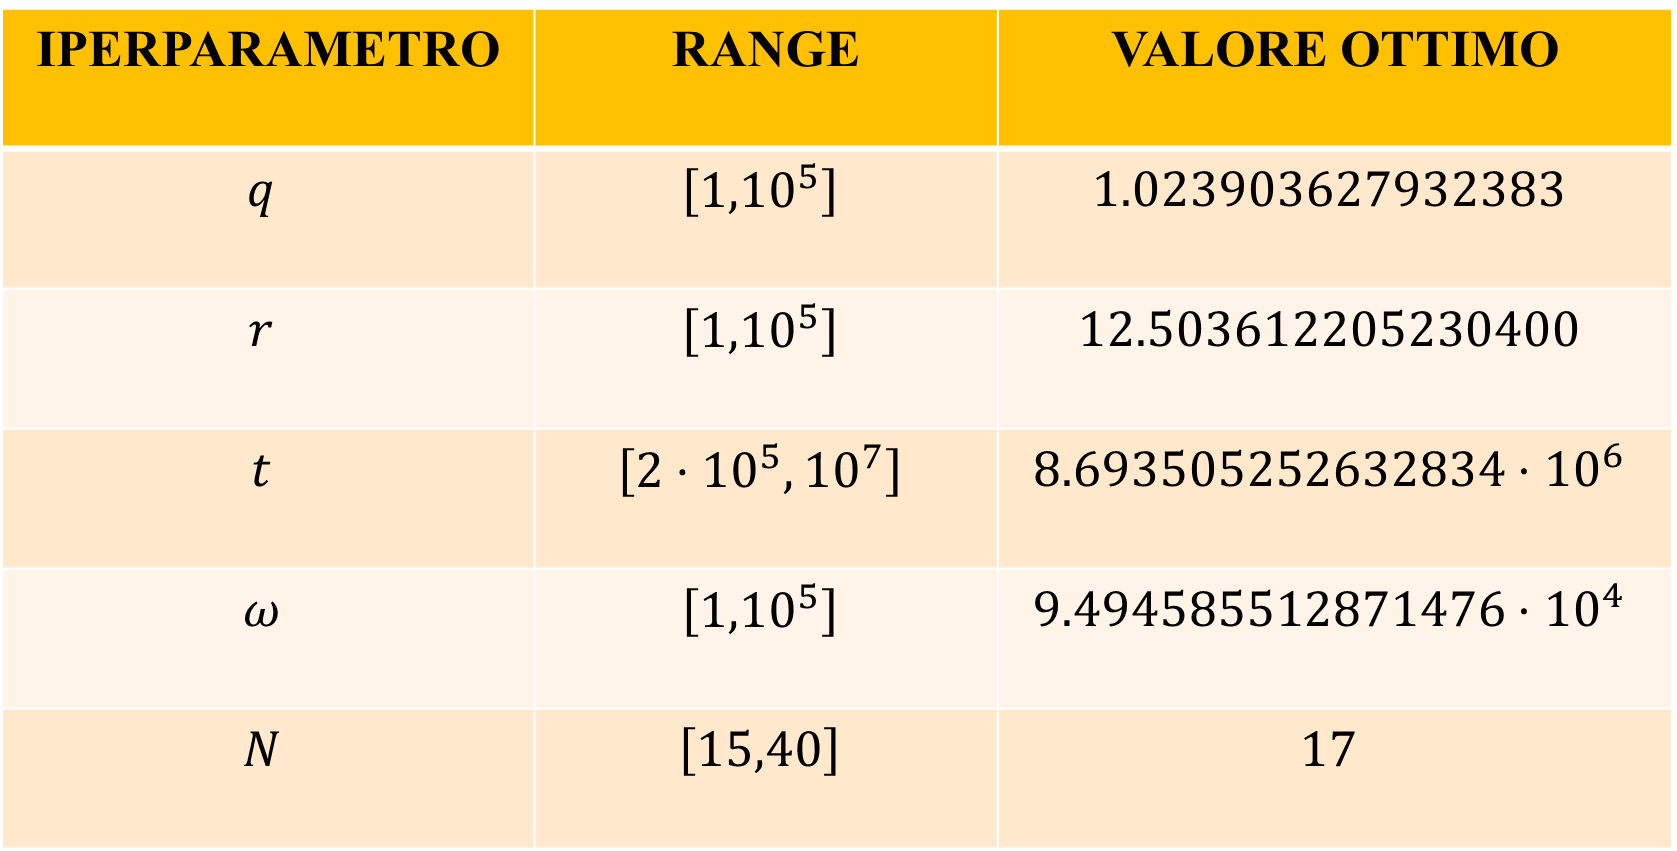 IPERPARAMETRO RANGE VALORE OTTIMO
q [1,10⁵] 1.023903627932383
r [1,10⁵] 12.503612205230400
t [2 · 10⁵, 10⁷] 8.693505252632834 · 10⁶
ω [1,10⁵] 9.494585512871476 · 10⁴
N [15,40] 17